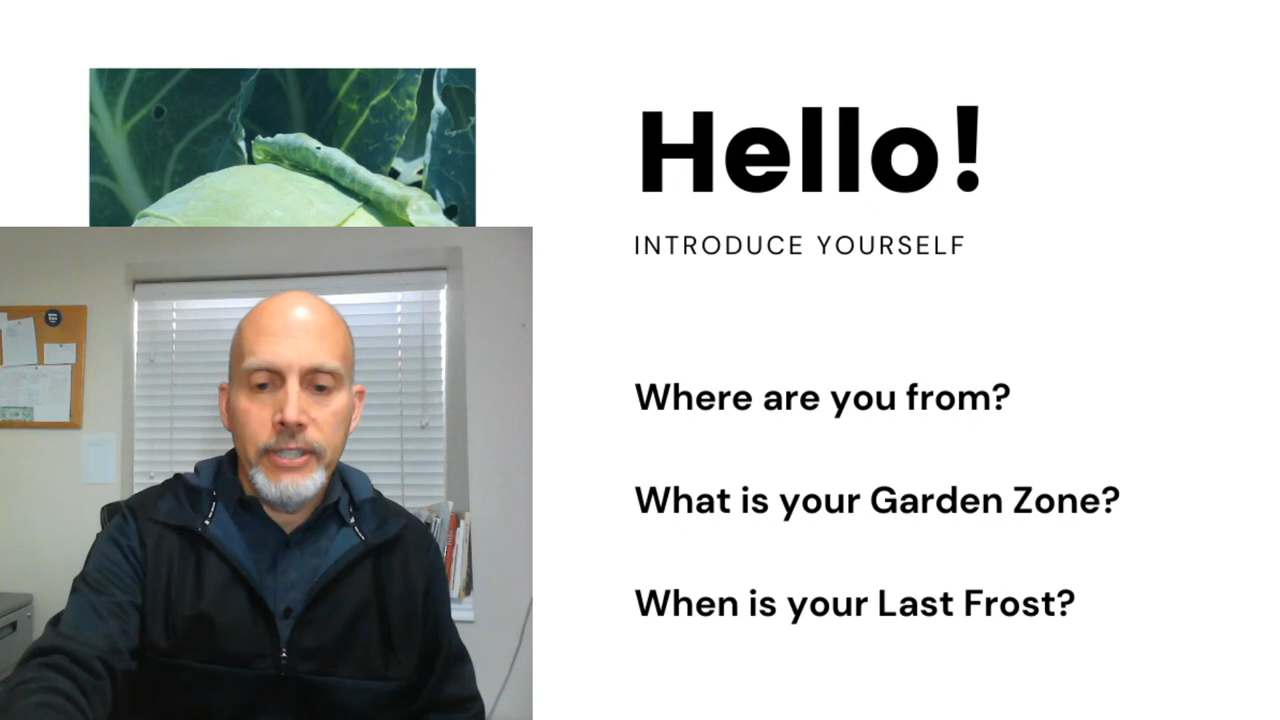 Hello!
INTRODUCE YOURSELF
Where are you from?
What is your Garden Zone?
When is your Last Frost?